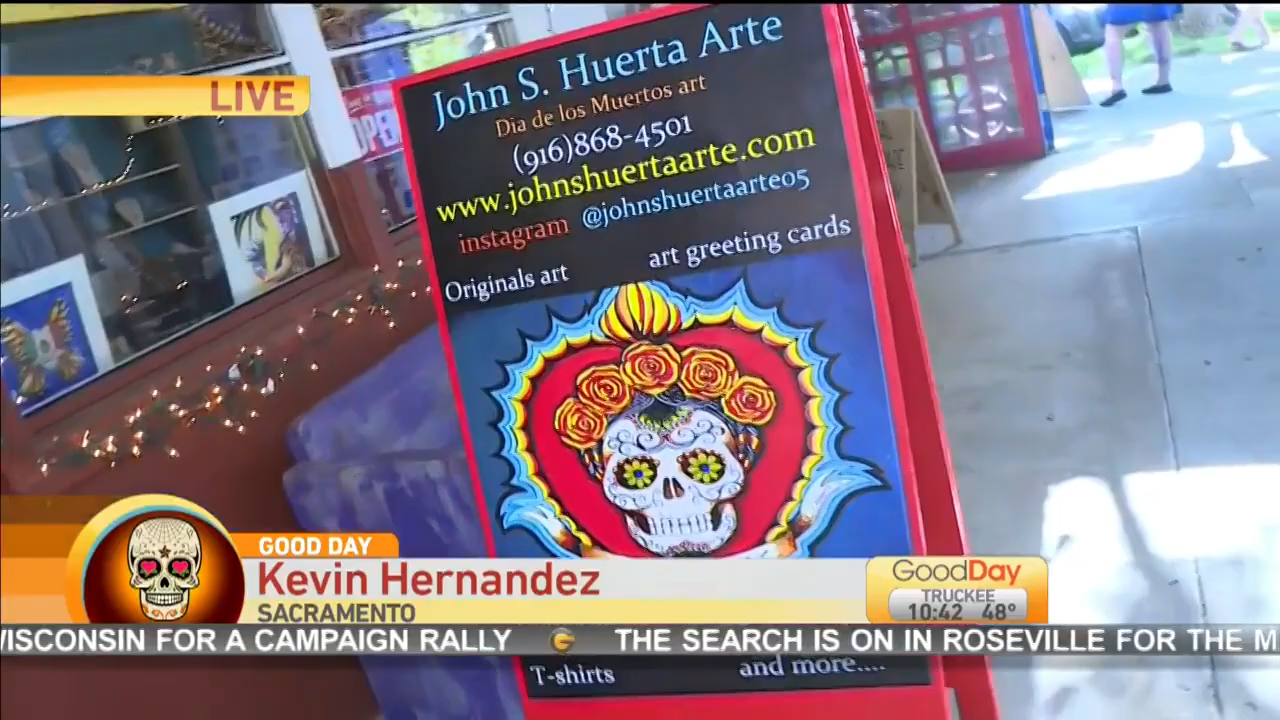 LIVE
John S. Huerta Arte
Dia de los Muertos art
(916)868-4501
www.johnshuertaarte.com
instagram @johnshuertaarte05
Originals art art greeting cards
T-shirts and more....
OPE
GOOD DAY
Kevin Hernandez
SACRAMENTO
GoodDay
TRUCKEE
10:42 48°
WISCONSIN FOR A CAMPAIGN RALLY THE SEARCH IS ON IN ROSEVILLE FOR THE M